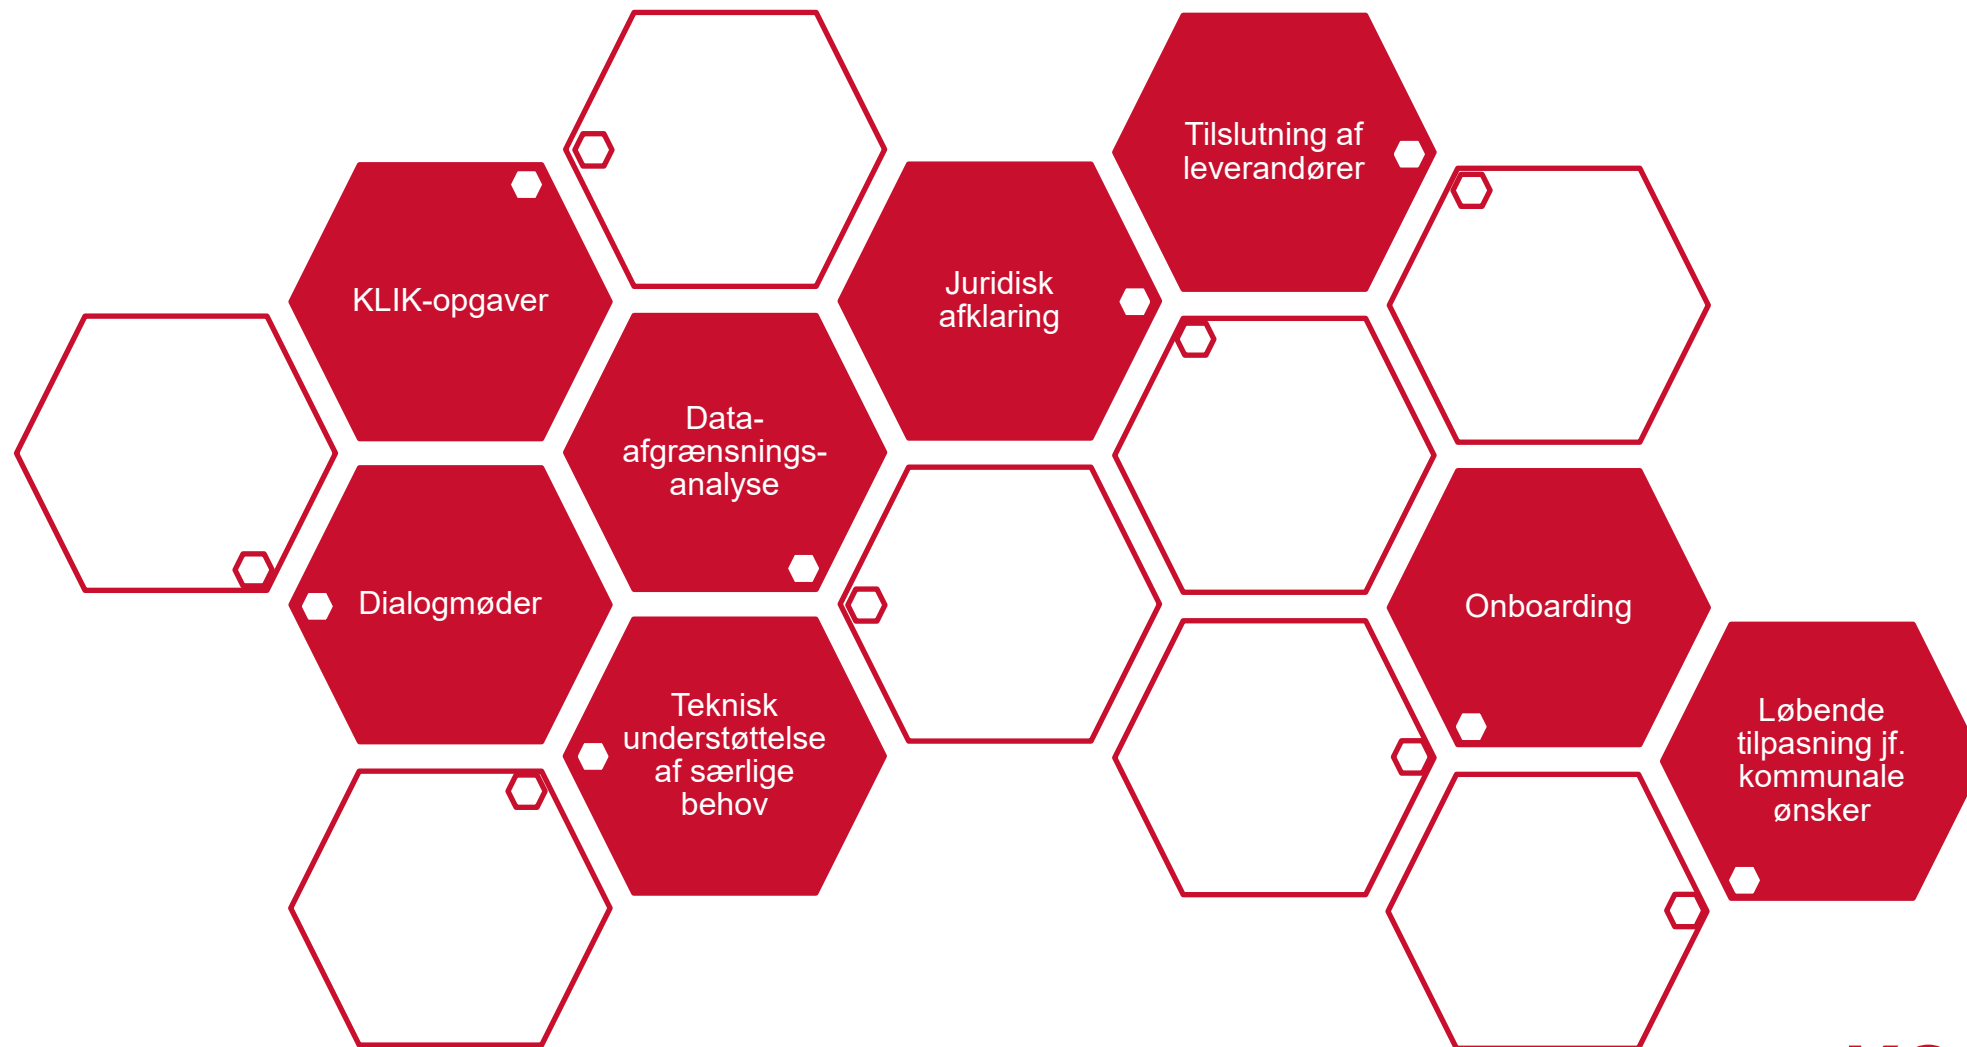 Tilslutning af
leverandører
KLIK-opgaver
Juridisk
afklaring
Data-
afgrænsnings-
analyse
Dialogmøder
Onboarding
Teknisk
understøttelse
af særlige
behov
Løbende
tilpasning jf.
kommunale
ønsker